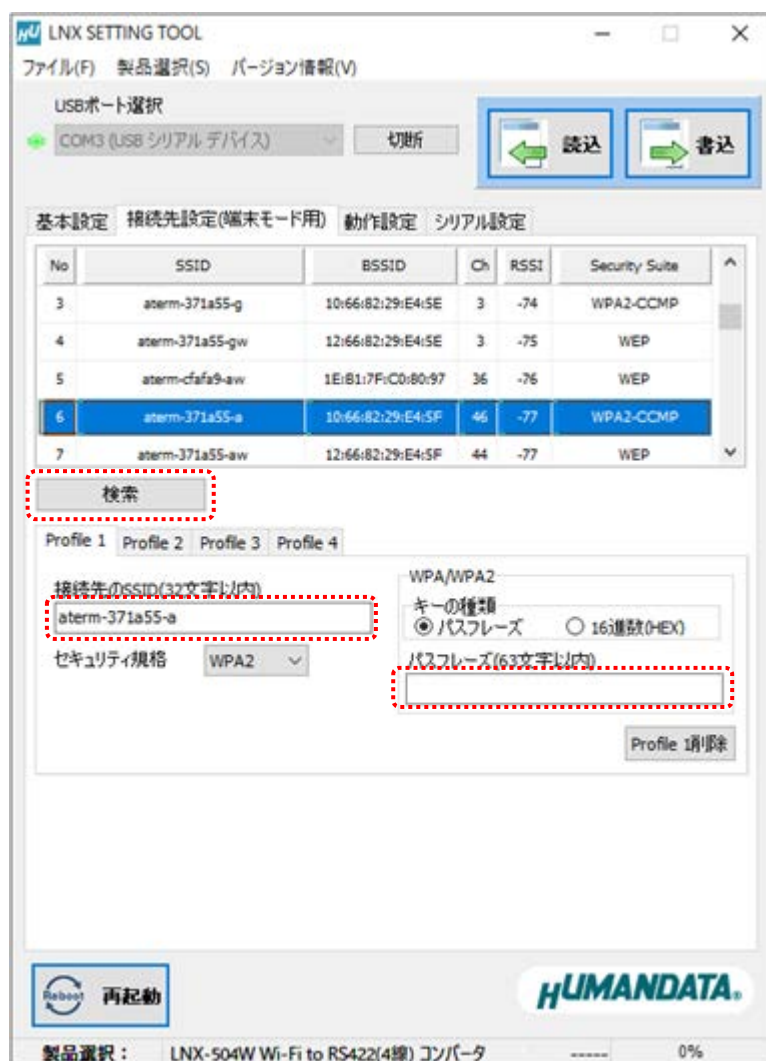 LNX SETTING TOOL
ファイル(F) 製品選択(S) バージョン情報(V)
USBポート選択
COM3 (USB シリアル デバイス) 切断 読込 書込
基本設定 接続先設定(端末モード用) 動作設定 シリアル設定
No SSID BSSID Ch RSSI Security Suite
3 aterm-371a55-g 10:66:82:29:E4:5E 3 -74 WPA2-CCMP
4 aterm-371a55-gw 12:66:82:29:E4:5E 3 -75 WEP
5 aterm-cfafa9-aw 1E:B1:7F:C0:80:97 36 -76 WEP
6 aterm-371a55-a 10:66:82:29:E4:5F 46 -77 WPA2-CCMP
7 aterm-371a55-aw 12:66:82:29:E4:5F 44 -77 WEP
検索
Profile 1 Profile 2 Profile 3 Profile 4
接続先のSSID(32文字以内)
aterm-371a55-a
セキュリティ規格 WPA2
WPA/WPA2
キーの種類
パスフレーズ 16進数(HEX)
パスフレーズ(63文字以内)
Profile 1削除
Reboot 再起動
HUMANDATA®
製品選択: LNX-504W Wi-Fi to RS422(4線) コンバータ ----- 0%